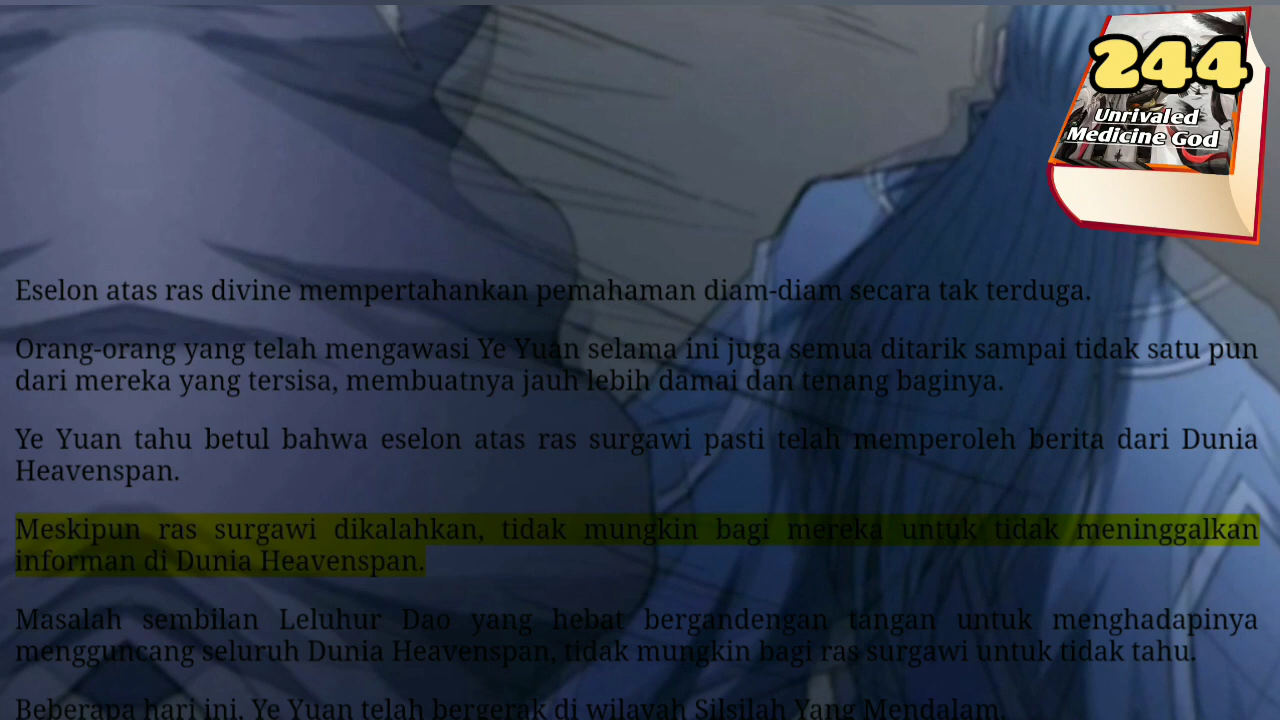 244
Unrivaled
Medicine God
Eselon atas ras divine mempertahankan pemahaman diam-diam secara tak terduga.
Orang-orang yang telah mengawasi Ye Yuan selama ini juga semua ditarik sampai tidak satu pun
dari mereka yang tersisa, membuatnya jauh lebih damai dan tenang baginya.
Ye Yuan tahu betul bahwa eselon atas ras surgawi pasti telah memperoleh berita dari Dunia
Heavenspan.
Meskipun ras surgawi dikalahkan, tidak mungkin bagi mereka untuk tidak meninggalkan
informan di Dunia Heavenspan.
Masalah sembilan Leluhur Dao yang hebat bergandengan tangan untuk menghadapinya
mengguncang seluruh Dunia Heavenspan, tidak mungkin bagi ras surgawi untuk tidak tahu.
Beberapa hari ini, Ye Yuan telah bergerak di wilayah Silsilah Yang Mendalam.